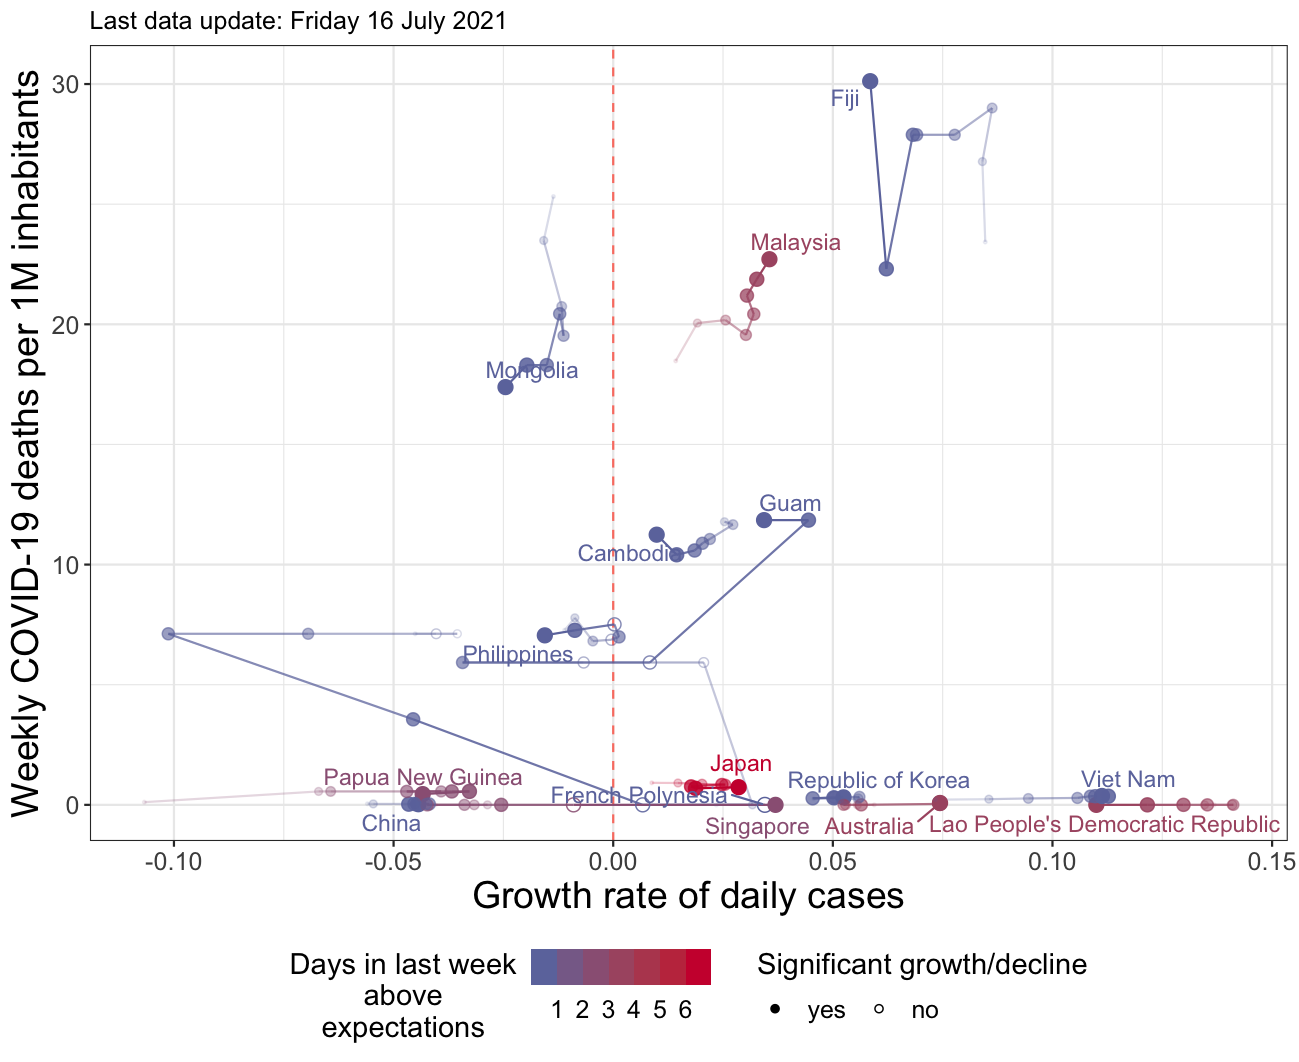 Last data update: Friday 16 July 2021
Weekly COVID-19 deaths per 1M inhabitants
30
20
10
0
Fiji
Malaysia
Mongolia
Guam
Cambodia
Philippines
Japan
Papua New Guinea
Republic of Korea
Viet Nam
French Polynesia
China
Singapore
Australia
Lao People's Democratic Republic
-0.10
-0.05
0.00
0.05
0.10
0.15
Growth rate of daily cases
Days in last week
above
expectations
1 2 3 4 5 6
Significant growth/decline
yes
no